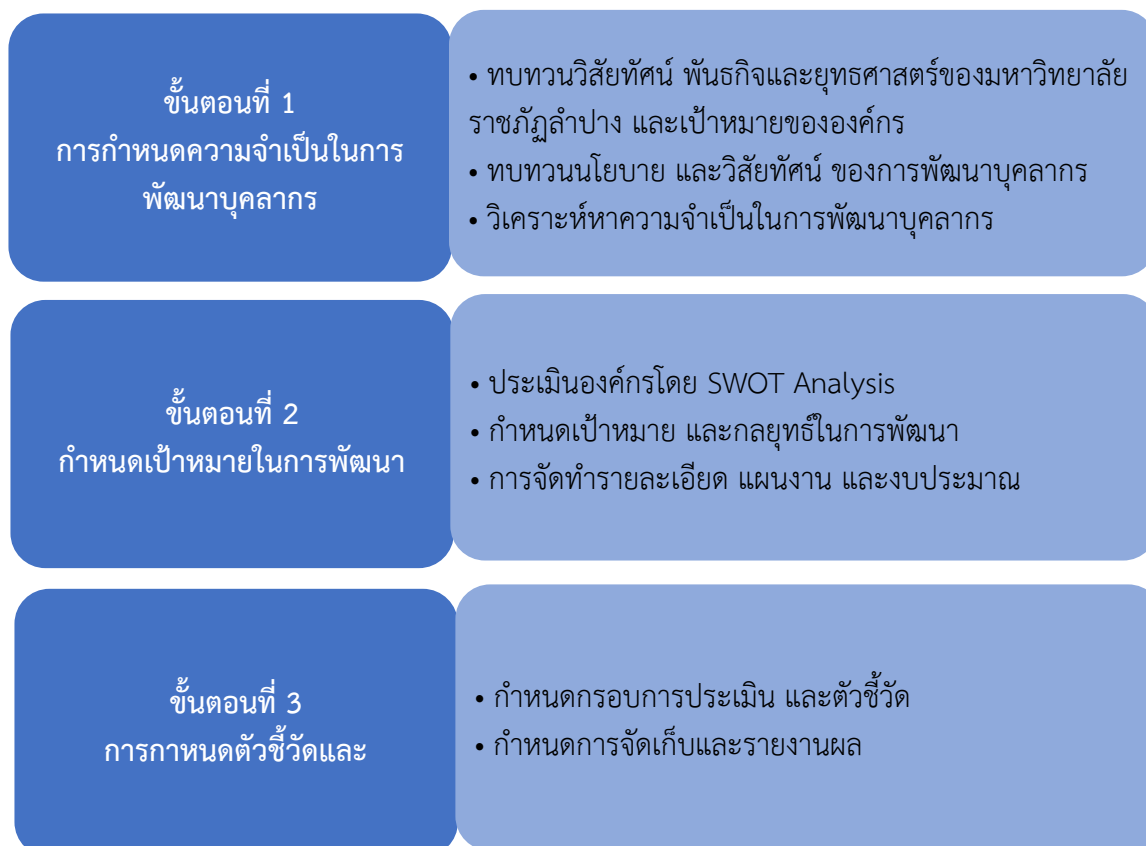 ขั้นตอนที่ 1
การกำหนดความจำเป็นในการ
พัฒนาบุคลากร
• ทบทวนวิสัยทัศน์ พันธกิจและยุทธศาสตร์ของมหาวิทยาลัย
ราชภัฏลำปาง และเป้าหมายขององค์กร
• ทบทวนนโยบาย และวิสัยทัศน์ ของการพัฒนาบุคลากร
• วิเคราะห์หาความจำเป็นในการพัฒนาบุคลากร
ขั้นตอนที่ 2
กำหนดเป้าหมายในการพัฒนา
• ประเมินองค์กรโดย SWOT Analysis
• กำหนดเป้าหมาย และกลยุทธ์ในการพัฒนา
• การจัดทำรายละเอียด แผนงาน และงบประมาณ
ขั้นตอนที่ 3
การกาหนดตัวชี้วัดและ
• กำหนดกรอบการประเมิน และตัวชี้วัด
• กำหนดการจัดเก็บและรายงานผล